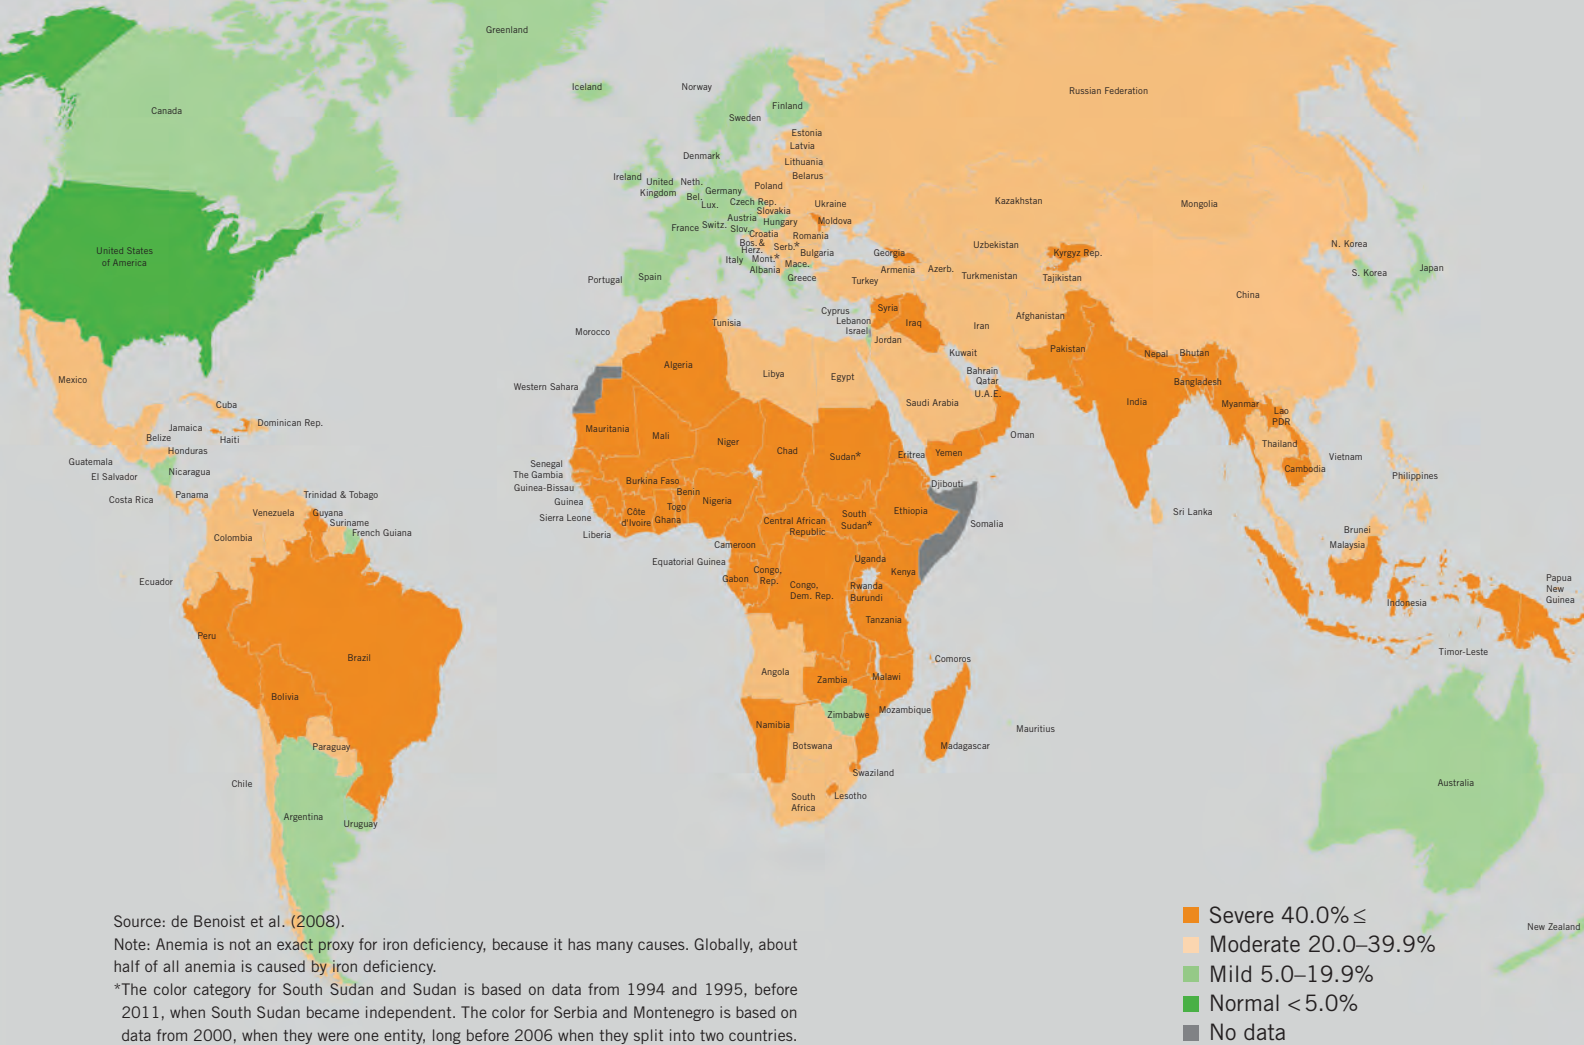 Greenland
Iceland
Norway
Russian Federation
Canada
Finland
Sweden
Estonia
Latvia
Denmark
Lithuania
Belarus
Ireland
United
Kingdom
Neth.
Germany
Poland
Bel.
Lux.
Czech Rep.
Slovakia
Ukraine
Kazakhstan
Mongolia
Austria
Hungary
Moldova
France
Switz.
Slov.
Croatia
Romania
Bos. &
Herz.
Serb.*
Bulgaria
Georgia
Uzbekistan
Kyrgyz Rep.
N. Korea
United States
of America
Italy
Mont.*
Mace.
Albania
Armenia
Azerb.
Turkmenistan
Tajikistan
S. Korea
Japan
Portugal
Spain
Greece
Turkey
China
Cyprus
Syria
Lebanon
Israel
Iraq
Iran
Afghanistan
Morocco
Tunisia
Jordan
Kuwait
Pakistan
Nepal
Bhutan
Algeria
Libya
Egypt
Bahrain
Qatar
U.A.E.
Bangladesh
Mexico
Western Sahara
Saudi Arabia
India
Myanmar
Lao
PDR
Cuba
Jamaica
Haiti
Dominican Rep.
Belize
Honduras
Mauritania
Mali
Niger
Chad
Sudan*
Eritrea
Yemen
Oman
Thailand
Vietnam
Guatemala
El Salvador
Nicaragua
Senegal
The Gambia
Guinea-Bissau
Burkina Faso
Benin
Djibouti
Cambodia
Philippines
Costa Rica
Panama
Trinidad & Tobago
Guinea
Nigeria
Togo
Venezuela
Guyana
Suriname
French Guiana
Sierra Leone
Côte
d’Ivoire
Ghana
Central African
Republic
South
Sudan*
Ethiopia
Somalia
Sri Lanka
Colombia
Liberia
Cameroon
Brunei
Malaysia
Equatorial Guinea
Uganda
Kenya
Ecuador
Gabon
Congo,
Rep.
Congo,
Dem. Rep.
Rwanda
Burundi
Indonesia
Papua
New
Guinea
Peru
Tanzania
Brazil
Comoros
Timor-Leste
Angola
Zambia
Malawi
Bolivia
Zimbabwe
Mozambique
Namibia
Mauritius
Paraguay
Botswana
Madagascar
Chile
Swaziland
South
Africa
Lesotho
Australia
Argentina
Uruguay
New Zealand
Source: de Benoist et al. (2008).
Note: Anemia is not an exact proxy for iron deficiency, because it has many causes. Globally, about
half of all anemia is caused by iron deficiency.
*The color category for South Sudan and Sudan is based on data from 1994 and 1995, before
2011, when South Sudan became independent. The color for Serbia and Montenegro is based on
data from 2000, when they were one entity, long before 2006 when they split into two countries.
Severe 40.0% ≤
Moderate 20.0–39.9%
Mild 5.0–19.9%
Normal <5.0%
No data